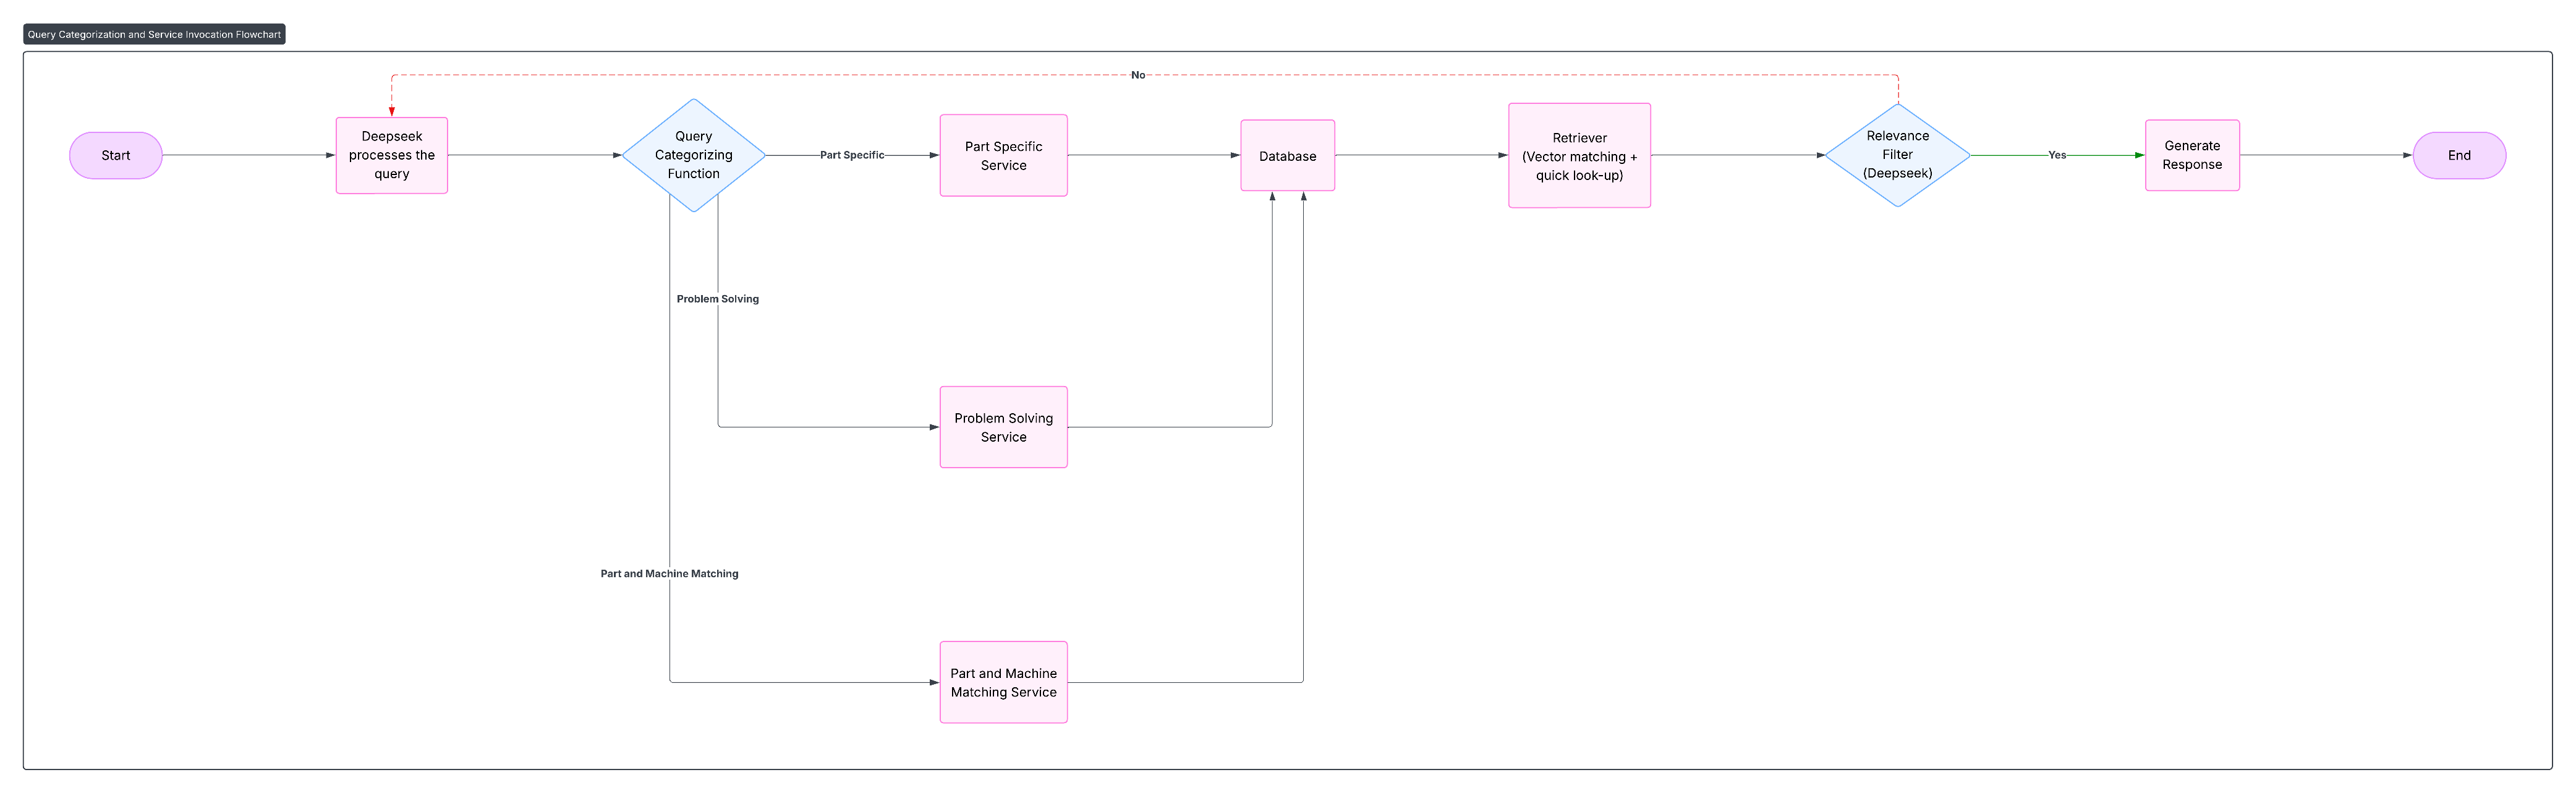 Query Categorization and Service Invocation Flowchart
No
Start
Deepseek
processes the
query
Query
Categorizing
Function
Part Specific
Part Specific
Service
Database
Retriever
(Vector matching +
quick look-up)
Relevance
Filter
(Deepseek)
Yes
Generate
Response
End
Problem Solving
Problem Solving
Service
Part and Machine Matching
Part and Machine
Matching Service